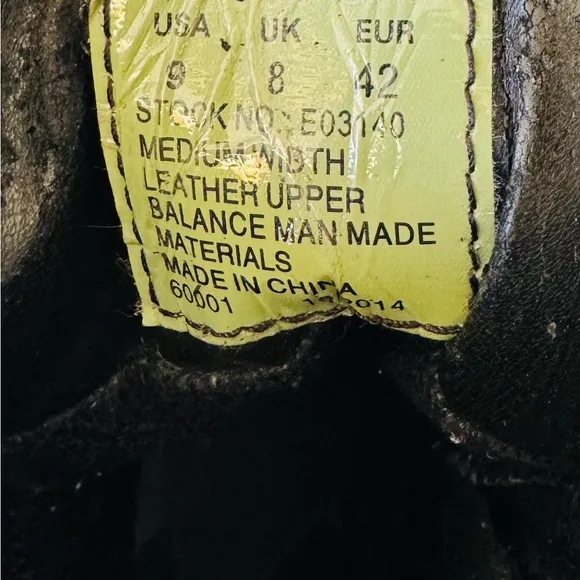 USA UK EUR
9 8 42
STOCK NO: E03140
MEDIUM WIDTH
LEATHER UPPER
BALANCE MAN MADE
MATERIALS
MADE IN CHINA
60001